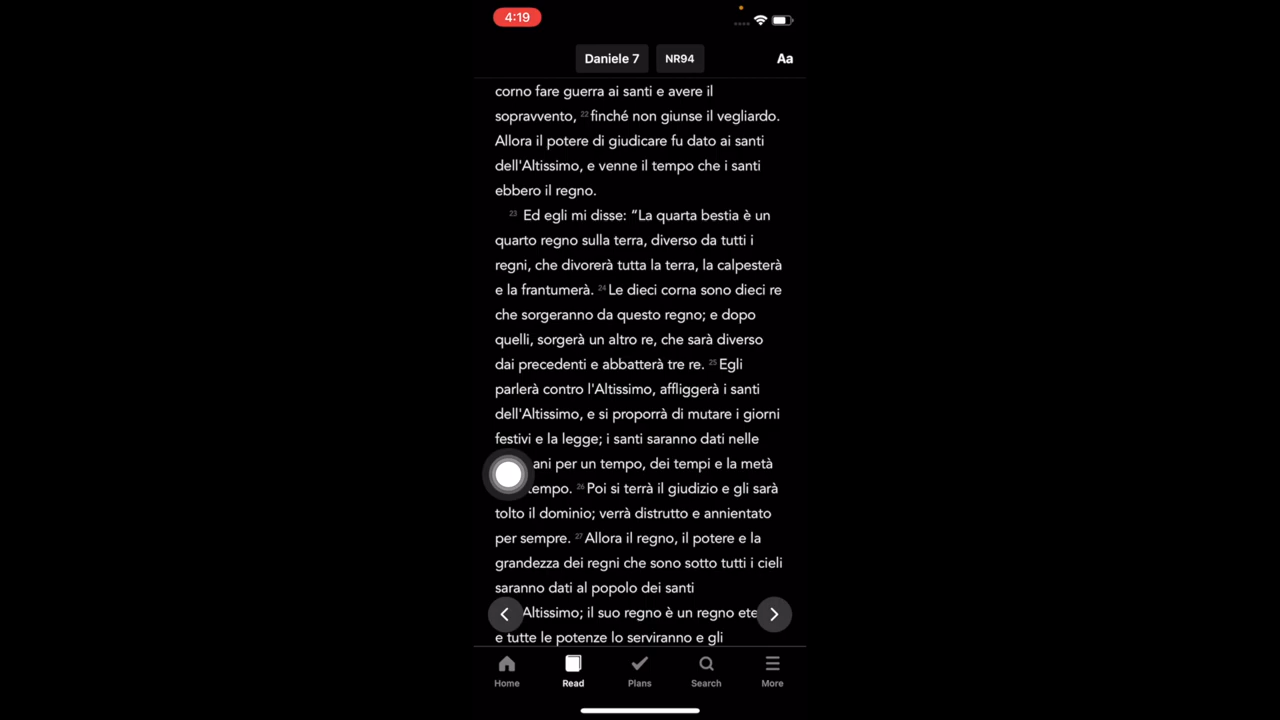 4:19
Daniele 7 NR94 Aa
corno fare guerra ai santi e avere il
sopravvento, 22 finché non giunse il vegliardo.
Allora il potere di giudicare fu dato ai santi
dell'Altissimo, e venne il tempo che i santi
ebbero il regno.
23 Ed egli mi disse: “La quarta bestia è un
quarto regno sulla terra, diverso da tutti i
regni, che divorerà tutta la terra, la calpesterà
e la frantumerà. 24 Le dieci corna sono dieci re
che sorgeranno da questo regno; e dopo
quelli, sorgerà un altro re, che sarà diverso
dai precedenti e abbatterà tre re. 25 Egli
parlerà contro l'Altissimo, affliggerà i santi
dell'Altissimo, e si proporrà di mutare i giorni
festivi e la legge; i santi saranno dati nelle
ani per un tempo, dei tempi e la metà
tempo. 26 Poi si terrà il giudizio e gli sarà
tolto il dominio; verrà distrutto e annientato
per sempre. 27 Allora il regno, il potere e la
grandezza dei regni che sono sotto tutti i cieli
saranno dati al popolo dei santi
Altissimo; il suo regno è un regno ete
e tutte le potenze lo serviranno e gli
Home Read Plans Search More